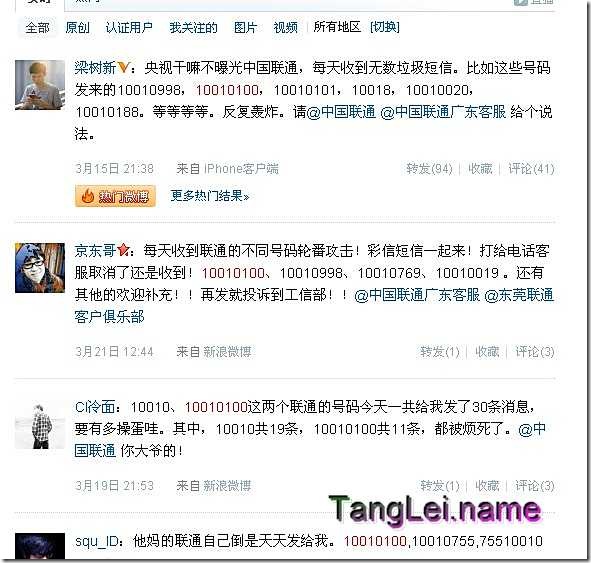 全部 原创 认证用户 我关注的 图片 视频 所有地区 [切换]
梁树新：央视干嘛不曝光中国联通，每天收到无数垃圾短信。比如这些号码
发来的10010998，10010100，10010101，10018，10010020，
10010188。等等等等。反复轰炸。请@中国联通 @中国联通广东客服 给个说
法。
3月15日 21:38 来自 iPhone客户端 转发(94) 收藏 评论(41)
热门微博 更多热门结果»
京东哥：每天收到联通的不同号码轮番攻击！彩信短信一起来！打给电话客
服取消了还是收到！10010100、10010998、10010769、10010019 。还有
其他的欢迎补充！！再发就投诉到工信部！！@中国联通广东客服 @东莞联通
客户俱乐部
3月21日 12:44 来自 新浪微博 转发(1) 收藏 评论(3)
CI冷面：10010、10010100这两个联通的号码今天一共给我发了30条消息，
要有多操蛋哇。其中，10010共19条，10010100共11条，都被烦死了。@中
国联通 你大爷的！
3月19日 21:53 来自 新浪微博 转发(1) 收藏 评论(3)
TangLei.name
squ_ID：他妈的联通自己倒是天天发给我。10010100,10010755,75510010